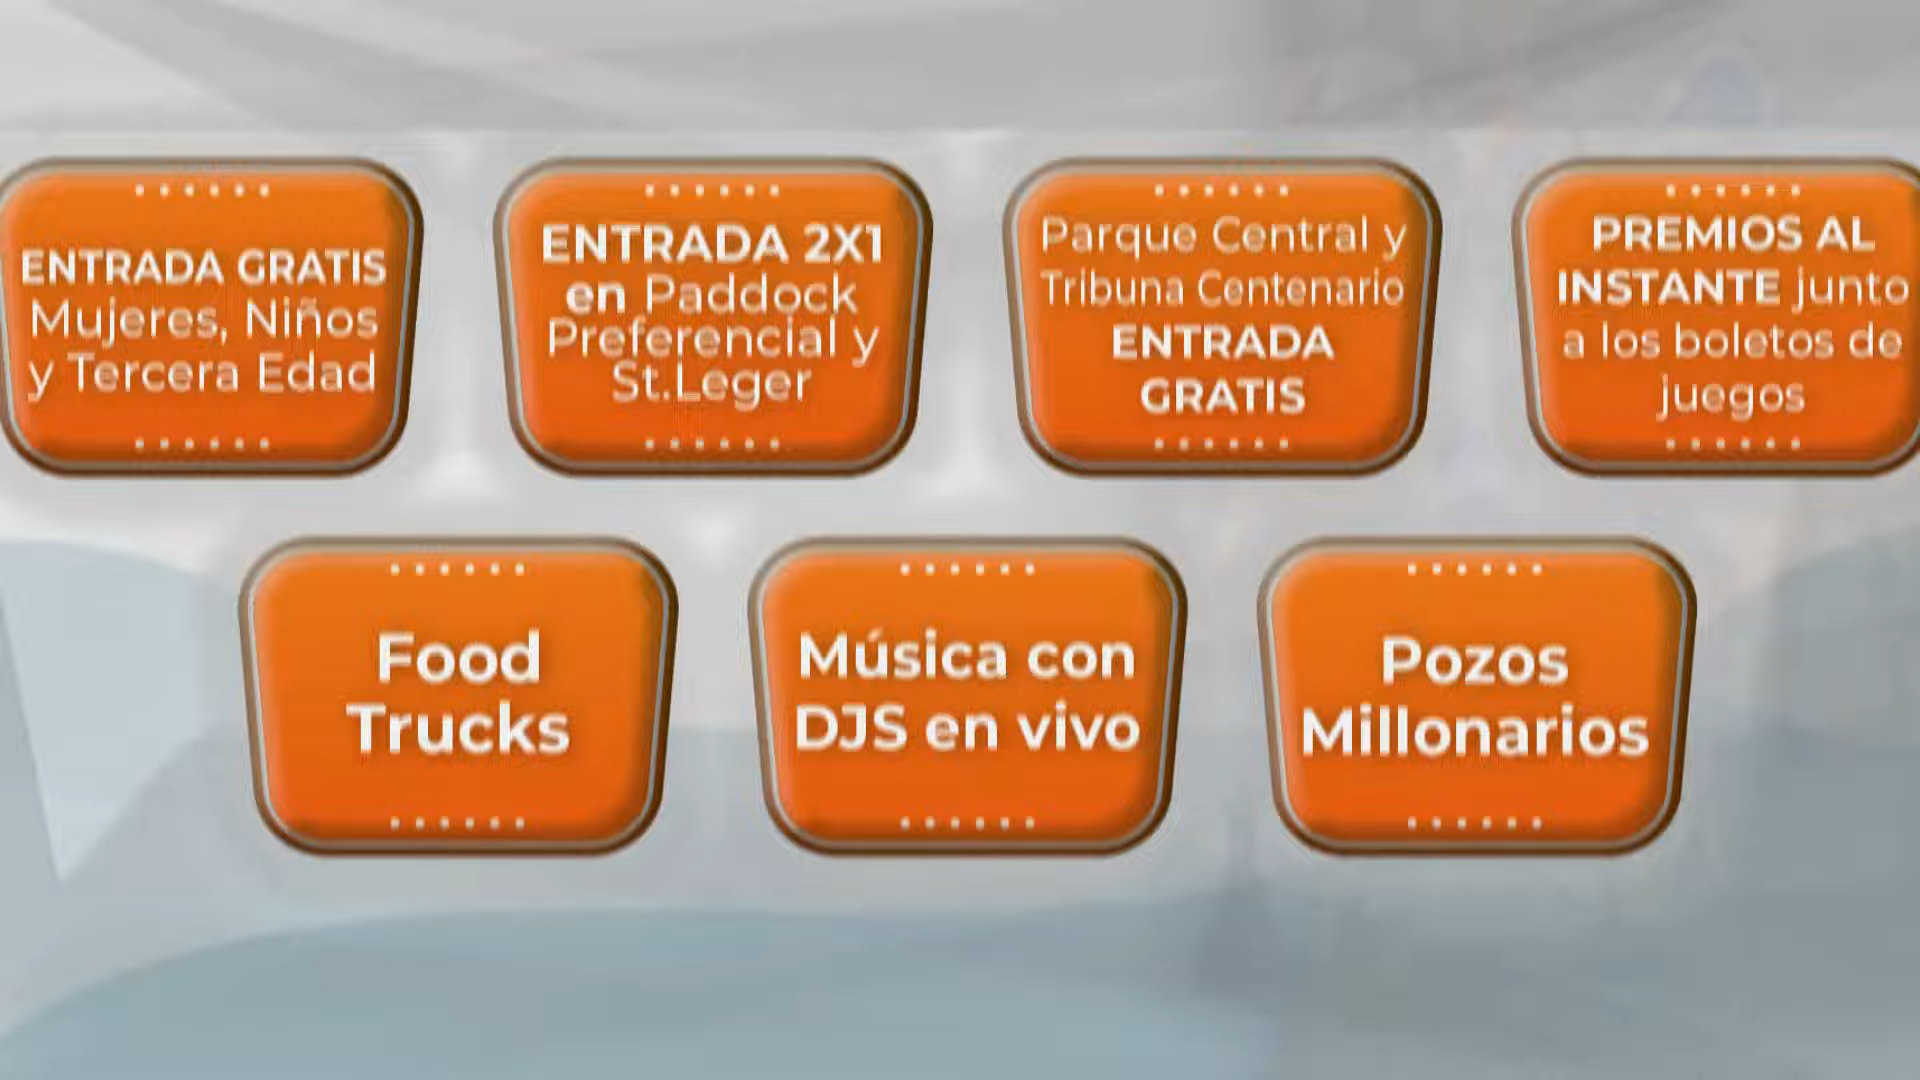 ENTRADA GRATIS
Mujeres, Niños
y Tercera Edad
ENTRADA 2X1
en Paddock
Preferencial y
St.Leger
Parque Central y
Tribuna Centenario
ENTRADA
GRATIS
PREMIOS AL
INSTANTE junto
a los boletos de
juegos
Food
Trucks
Música con
DJS en vivo
Pozos
Millonarios